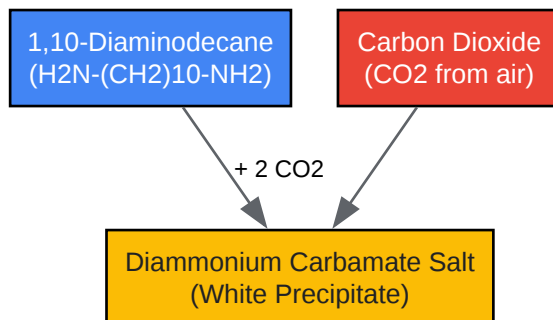 1,10-Diaminodecane
(H2N-(CH2)10-NH2)
Carbon Dioxide
(CO2 from air)
+ 2 CO2
Diammonium Carbamate Salt
(White Precipitate)